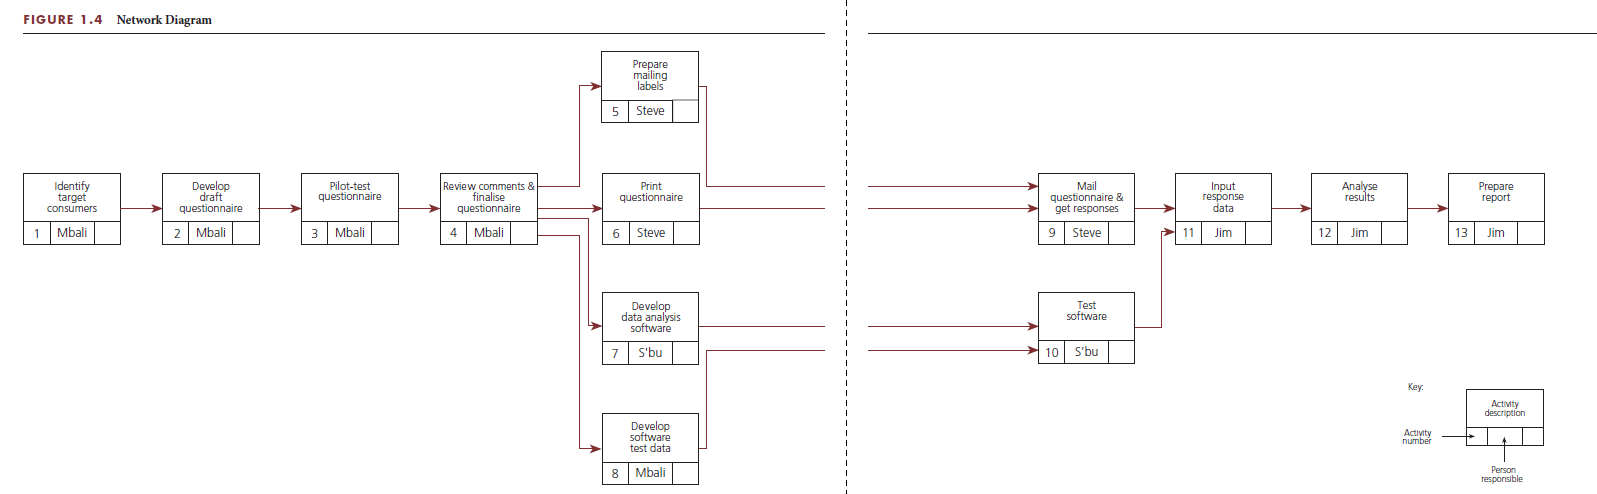 FIGURE 1.4 Network Diagram
Prepare
mailing
labels
5 Steve
Identify
target
consumers
1 Mbali
Develop
draft
questionnaire
2 Mbali
Pilot-test
questionnaire
3 Mbali
Review comments &
finalise
questionnaire
4 Mbali
Print
questionnaire
6 Steve
Develop
data analysis
software
7 S'bu
Develop
software
test data
8 Mbali
Mail
questionnaire &
get responses
9 Steve
Test
software
10 S'bu
Input
response
data
11 Jim
Analyse
results
12 Jim
Prepare
report
13 Jim
Key:
Activity
description
Activity
number
Person
responsible